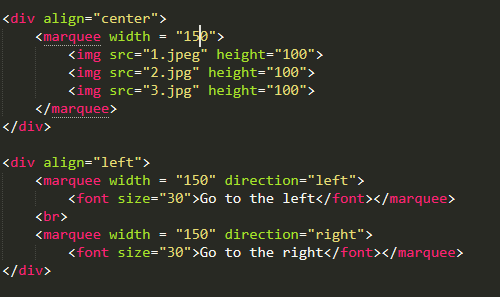 <div align="center">
    <marquee width = "150">
        <img src="1.jpeg" height="100">
        <img src="2.jpg" height="100">
        <img src="3.jpg" height="100">
    </marquee>
</div>

<div align="left">
    <marquee width = "150" direction="left">
        <font size="30">Go to the left</font></marquee>
    <br>
    <marquee width = "150" direction="right">
        <font size="30">Go to the right</font></marquee>
</div>